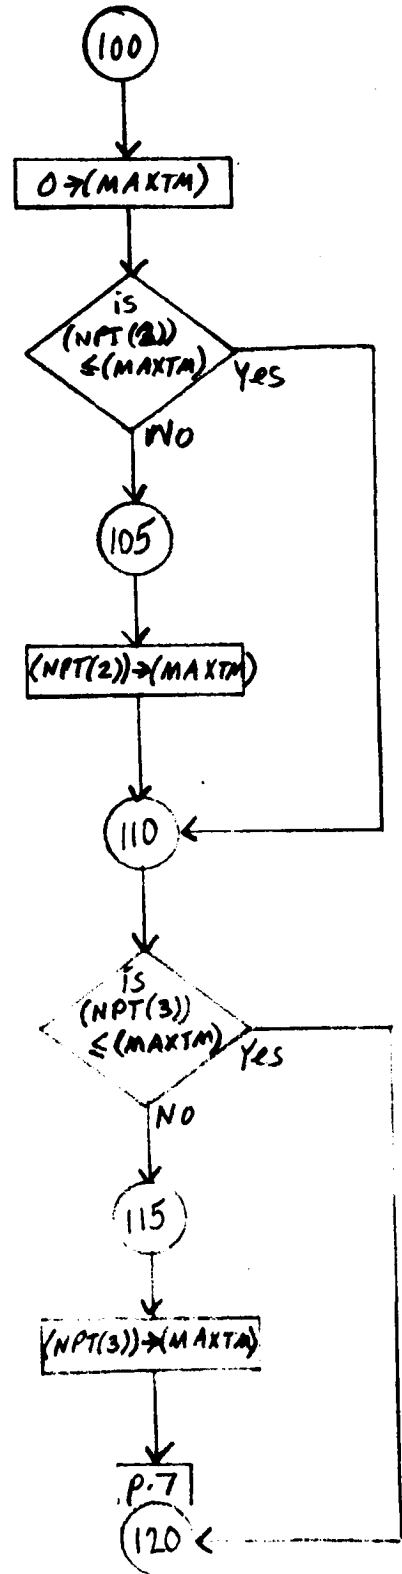 100
0→(MAXTM)
is
(NPT(2))
≤(MAXTM)
Yes
No
105
(NPT(2))→(MAXTM)
110
is
(NPT(3))
≤(MAXTM)
Yes
No
115
(NPT(3))→(MAXTM)
P.7
120